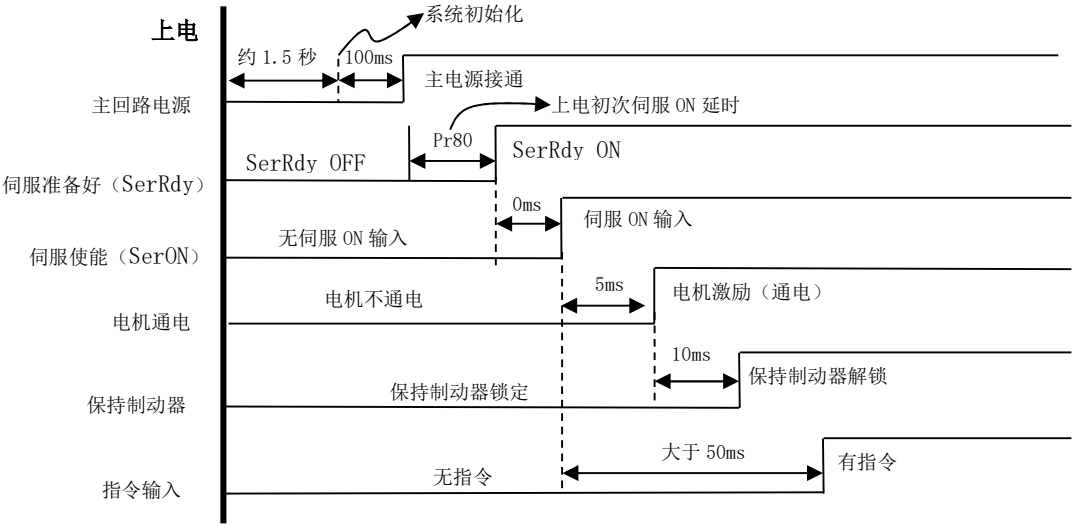 系统初始化
上电
约 1.5 秒
100ms
主电源接通
主回路电源
上电初次伺服 ON 延时
Pr80
SerRdy OFF
SerRdy ON
伺服准备好（SerRdy）
0ms
伺服 ON 输入
无伺服 ON 输入
伺服使能（SerON）
5ms
电机激励（通电）
电机不通电
电机通电
10ms
保持制动器解锁
保持制动器锁定
保持制动器
大于 50ms
有指令
无指令
指令输入